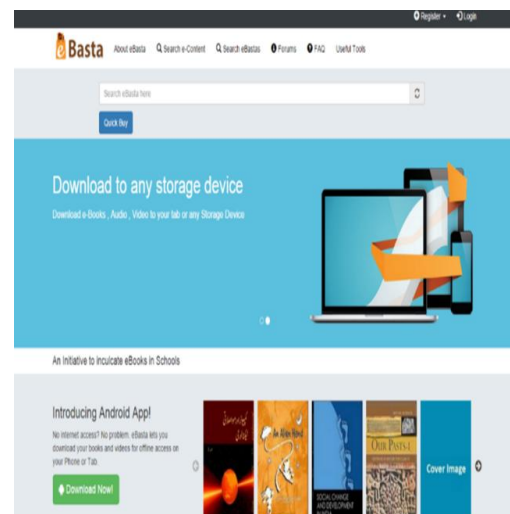 Register Login
eBasta About eBasta Search e-Content Search eBastas Forums FAQ Useful Tools
Search eBasta here
Quick Buy
Download to any storage device
Download e-Books , Audio , Video to your tab or any Storage Device
An Initiative to inculcate eBooks in Schools
Introducing Android App!
No internet access? No problem. eBasta lets you
download your books and videos for offline access on
your Phone or Tab.
Download Now!
An Alien Hand
SOCIAL CHANGE
AND DEVELOPMENT
OUR PASTS-I
Cover Image